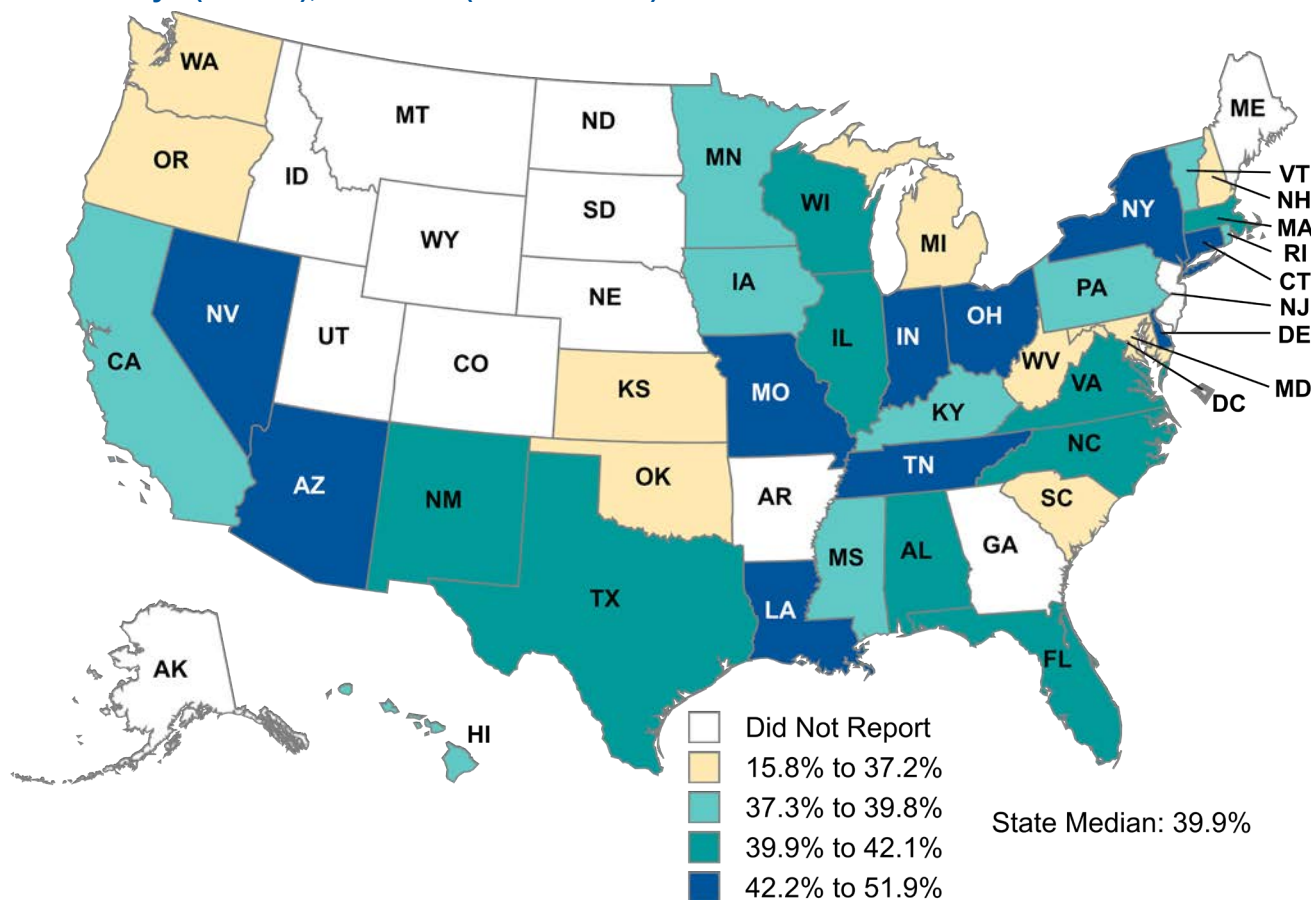 WA
MT
ND
MN
ME
OR
ID
SD
WI
VT
NH
NY
MA
WY
MI
RI
IA
PA
CT
NE
NJ
NV
UT
CO
IL
IN
OH
DE
CA
KS
MO
WV
VA
MD
KY
DC
NC
AZ
NM
OK
TN
AR
SC
MS
AL
GA
TX
LA
AK
FL
HI
Did Not Report
15.8% to 37.2%
37.3% to 39.8%
39.9% to 42.1%
42.2% to 51.9%
State Median: 39.9%